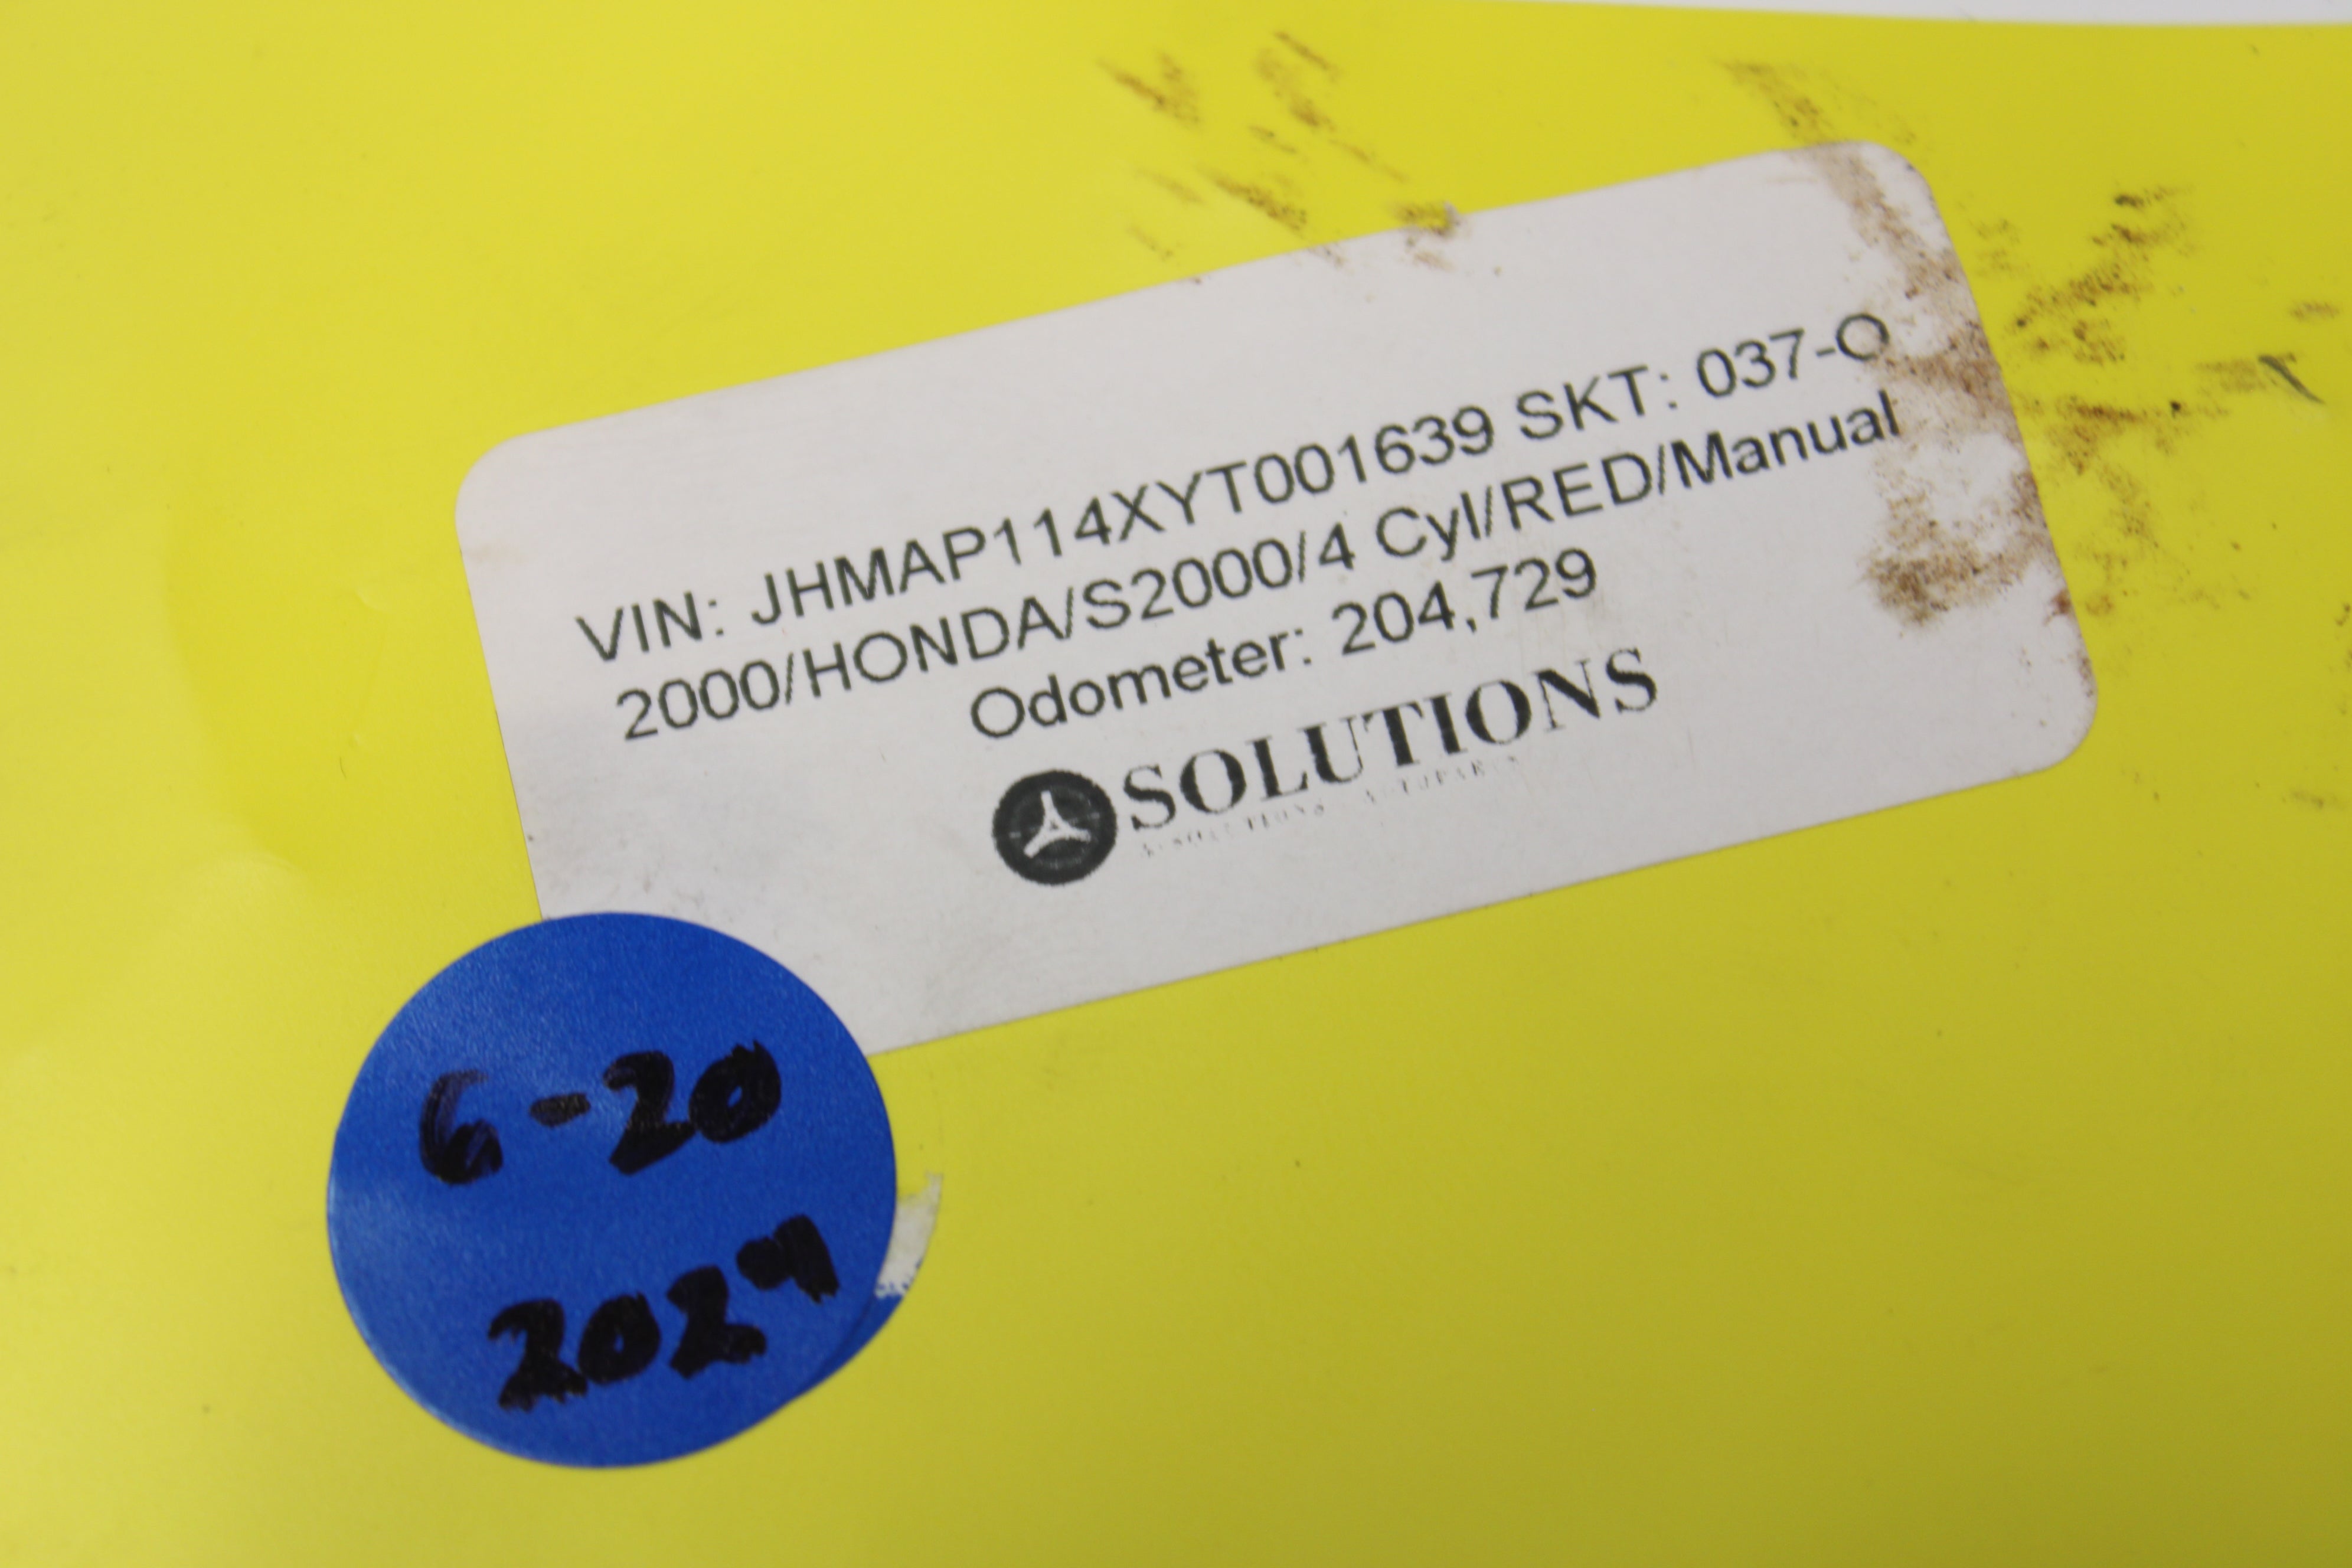 VIN: JHMAP114XYT001639 SKT: 037-O
2000/HONDA/S2000/4 Cyl/RED/Manual
Odometer: 204,729
SOLUTIONS
6-20
2024